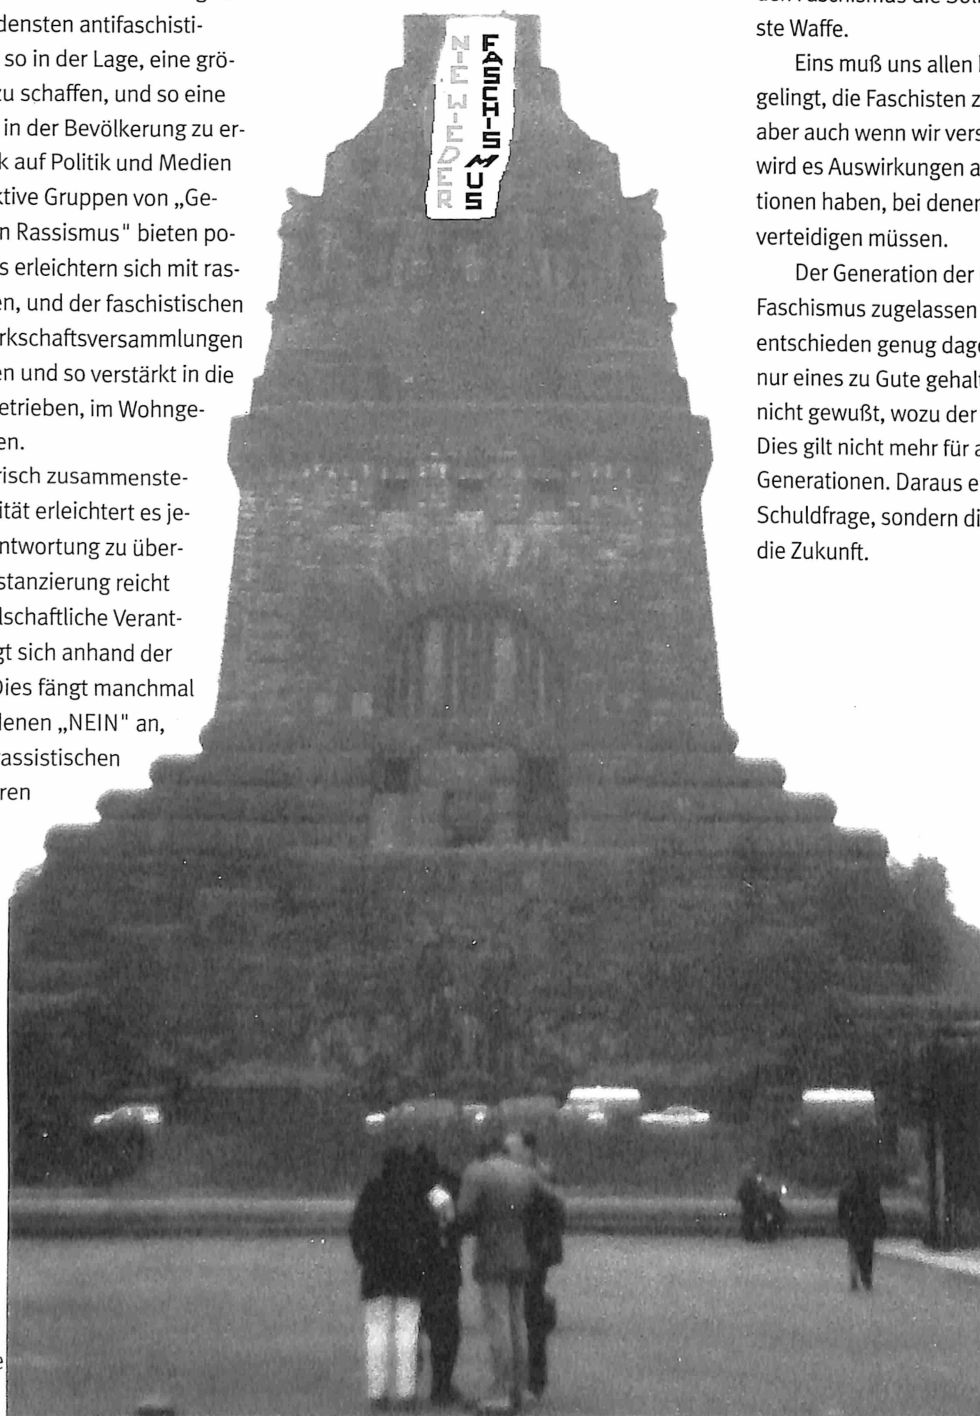 densten antifaschisti-
so in der Lage, eine grö-
zu schaffen, und so eine
in der Bevölkerung zu er-
k auf Politik und Medien
ktive Gruppen von „Ge-
n Rassismus" bieten po-
s erleichtern sich mit ras-
en, und der faschistischen
rkschaftsversammlungen
en und so verstärkt in die
etrieben, im Wohnge-
en.
risch zusammenste-
ität erleichtert es je-
ntwortung zu über-
stanzierung reicht
lschaftliche Verant-
gt sich anhand der
Dies fängt manchmal
denen „NEIN" an,
rassistischen
ren
e
NIE WIEDER
FASCHISMUS
den Faschismus die
ste Waffe.
Eins muß uns allen
gelingt, die Faschisten z
aber auch wenn wir vers
wird es Auswirkungen a
tionen haben, bei denen
verteidigen müssen.
Der Generation der
Faschismus zugelassen
entschieden genug dage
nur eines zu Gute gehal
nicht gewußt, wozu der
Dies gilt nicht mehr für a
Generationen. Daraus e
Schuldfrage, sondern di
die Zukunft.